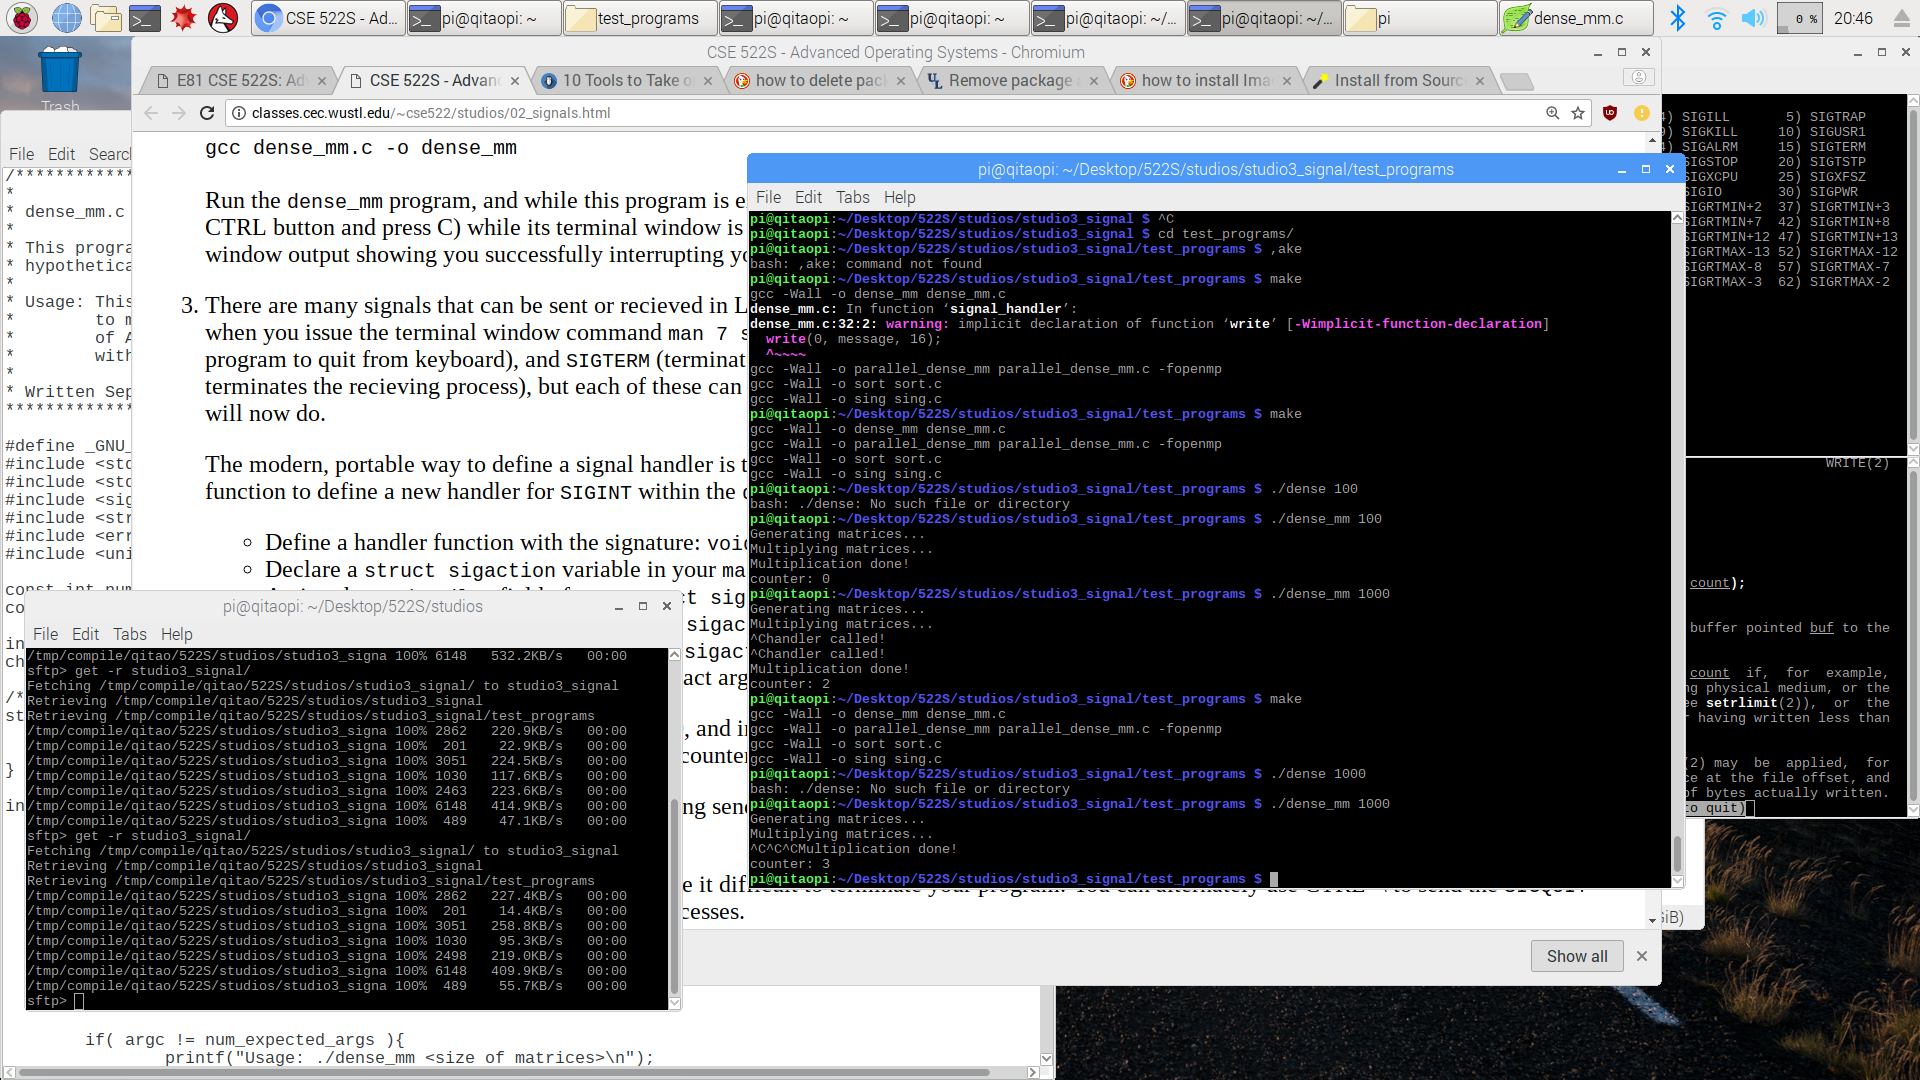 CSE 522S - Ad...
pi@qitaopi: ~
test_programs
pi@qitaopi: ~
pi@qitaopi: ~
pi@qitaopi: ~/...
pi@qitaopi: ~/...
pi
dense_mm.c
0 %
20:46
Trash
CSE 522S - Advanced Operating Systems - Chromium
E81 CSE 522S: Ad
CSE 522S - Advan
10 Tools to Take o
how to delete pac
Remove package
how to install Ima
Install from Sourc
classes.cec.wustl.edu/~cse522/studios/02_signals.html
gcc dense_mm.c -o dense_mm
Run the dense_mm program, and while this program is e
CTRL button and press C) while its terminal window is
window output showing you successfully interrupting yo
3. There are many signals that can be sent or recieved in L
when you issue the terminal window command man 7 s
program to quit from keyboard), and SIGTERM (terminat
terminates the recieving process), but each of these can
will now do.
The modern, portable way to define a signal handler is t
function to define a new handler for SIGINT within the
Define a handler function with the signature: voi
Declare a struct sigaction variable in your ma
ct sig
sigac
sigac
act arg
, and i
counte
ng send
e it difficult to terminate your program. You can alternately use CTRL-\ to send the SIGQUIT
cesses.
Show all
File Edit Search
/************
*
* dense_mm.c
*
* This progra
* hypothetica
*
* Usage: This
* to m
* of A
* with
*
* Written Sep
*************
#define _GNU_
#include <std
#include <std
#include <sig
#include <str
#include <err
#include <uni
const int num
co
in
ch
/*
st
}
in
if( argc != num_expected_args ){
printf("Usage: ./dense_mm <size of matrices>\n");
pi@qitaopi: ~/Desktop/522S/studios
File Edit Tabs Help
/tmp/compile/qitao/522S/studios/studio3_signa 100% 6148 532.2KB/s 00:00
sftp> get -r studio3_signal/
Fetching /tmp/compile/qitao/522S/studios/studio3_signal/ to studio3_signal
Retrieving /tmp/compile/qitao/522S/studios/studio3_signal
Retrieving /tmp/compile/qitao/522S/studios/studio3_signal/test_programs
/tmp/compile/qitao/522S/studios/studio3_signa 100% 2862 220.9KB/s 00:00
/tmp/compile/qitao/522S/studios/studio3_signa 100% 201 22.9KB/s 00:00
/tmp/compile/qitao/522S/studios/studio3_signa 100% 3051 224.5KB/s 00:00
/tmp/compile/qitao/522S/studios/studio3_signa 100% 1030 117.6KB/s 00:00
/tmp/compile/qitao/522S/studios/studio3_signa 100% 2463 223.6KB/s 00:00
/tmp/compile/qitao/522S/studios/studio3_signa 100% 6148 414.9KB/s 00:00
/tmp/compile/qitao/522S/studios/studio3_signa 100% 489 47.1KB/s 00:00
sftp> get -r studio3_signal/
Fetching /tmp/compile/qitao/522S/studios/studio3_signal/ to studio3_signal
Retrieving /tmp/compile/qitao/522S/studios/studio3_signal
Retrieving /tmp/compile/qitao/522S/studios/studio3_signal/test_programs
/tmp/compile/qitao/522S/studios/studio3_signa 100% 2862 227.4KB/s 00:00
/tmp/compile/qitao/522S/studios/studio3_signa 100% 201 14.4KB/s 00:00
/tmp/compile/qitao/522S/studios/studio3_signa 100% 3051 258.8KB/s 00:00
/tmp/compile/qitao/522S/studios/studio3_signa 100% 1030 95.3KB/s 00:00
/tmp/compile/qitao/522S/studios/studio3_signa 100% 2498 219.0KB/s 00:00
/tmp/compile/qitao/522S/studios/studio3_signa 100% 6148 409.9KB/s 00:00
/tmp/compile/qitao/522S/studios/studio3_signa 100% 489 55.7KB/s 00:00
sftp>
pi@qitaopi: ~/Desktop/522S/studios/studio3_signal/test_programs
File Edit Tabs Help
pi@qitaopi:~/Desktop/522S/studios/studio3_signal $ ^C
pi@qitaopi:~/Desktop/522S/studios/studio3_signal $ cd test_programs/
pi@qitaopi:~/Desktop/522S/studios/studio3_signal/test_programs $ ,ake
bash: ,ake: command not found
pi@qitaopi:~/Desktop/522S/studios/studio3_signal/test_programs $ make
gcc -Wall -o dense_mm dense_mm.c
dense_mm.c: In function ‘signal_handler’:
dense_mm.c:32:2: warning: implicit declaration of function ‘write’ [-Wimplicit-function-declaration]
write(0, message, 16);
^~~~~
gcc -Wall -o parallel_dense_mm parallel_dense_mm.c -fopenmp
gcc -Wall -o sort sort.c
gcc -Wall -o sing sing.c
pi@qitaopi:~/Desktop/522S/studios/studio3_signal/test_programs $ make
gcc -Wall -o dense_mm dense_mm.c
gcc -Wall -o parallel_dense_mm parallel_dense_mm.c -fopenmp
gcc -Wall -o sort sort.c
gcc -Wall -o sing sing.c
pi@qitaopi:~/Desktop/522S/studios/studio3_signal/test_programs $ ./dense 100
bash: ./dense: No such file or directory
pi@qitaopi:~/Desktop/522S/studios/studio3_signal/test_programs $ ./dense_mm 100
Generating matrices...
Multiplying matrices...
Multiplication done!
counter: 0
pi@qitaopi:~/Desktop/522S/studios/studio3_signal/test_programs $ ./dense_mm 1000
Generating matrices...
Multiplying matrices...
^Chandler called!
^Chandler called!
Multiplication done!
counter: 2
pi@qitaopi:~/Desktop/522S/studios/studio3_signal/test_programs $ make
gcc -Wall -o dense_mm dense_mm.c
gcc -Wall -o parallel_dense_mm parallel_dense_mm.c -fopenmp
gcc -Wall -o sort sort.c
gcc -Wall -o sing sing.c
pi@qitaopi:~/Desktop/522S/studios/studio3_signal/test_programs $ ./dense 1000
bash: ./dense: No such file or directory
pi@qitaopi:~/Desktop/522S/studios/studio3_signal/test_programs $ ./dense_mm 1000
Generating matrices...
Multiplying matrices...
^C^C^CMultiplication done!
counter: 3
pi@qitaopi:~/Desktop/522S/studios/studio3_signal/test_programs $
4) SIGILL 5) SIGTRAP
9) SIGKILL 10) SIGUSR1
4) SIGALRM 15) SIGTERM
SIGSTOP 20) SIGTSTP
SIGXCPU 25) SIGXFSZ
SIGIO 30) SIGPWR
SIGRTMIN+2 37) SIGRTMIN+3
SIGRTMIN+7 42) SIGRTMIN+8
SIGRTMIN+12 47) SIGRTMIN+13
SIGRTMAX-13 52) SIGRTMAX-12
SIGRTMAX-8 57) SIGRTMAX-7
SIGRTMAX-3 62) SIGRTMAX-2
WRITE(2)
count);
buffer pointed buf to the
count if, for example,
ng physical medium, or the
ee setrlimit(2)), or the
r having written less than
(2) may be applied, for
ce at the file offset, and
of bytes actually written.
to quit)
GiB)